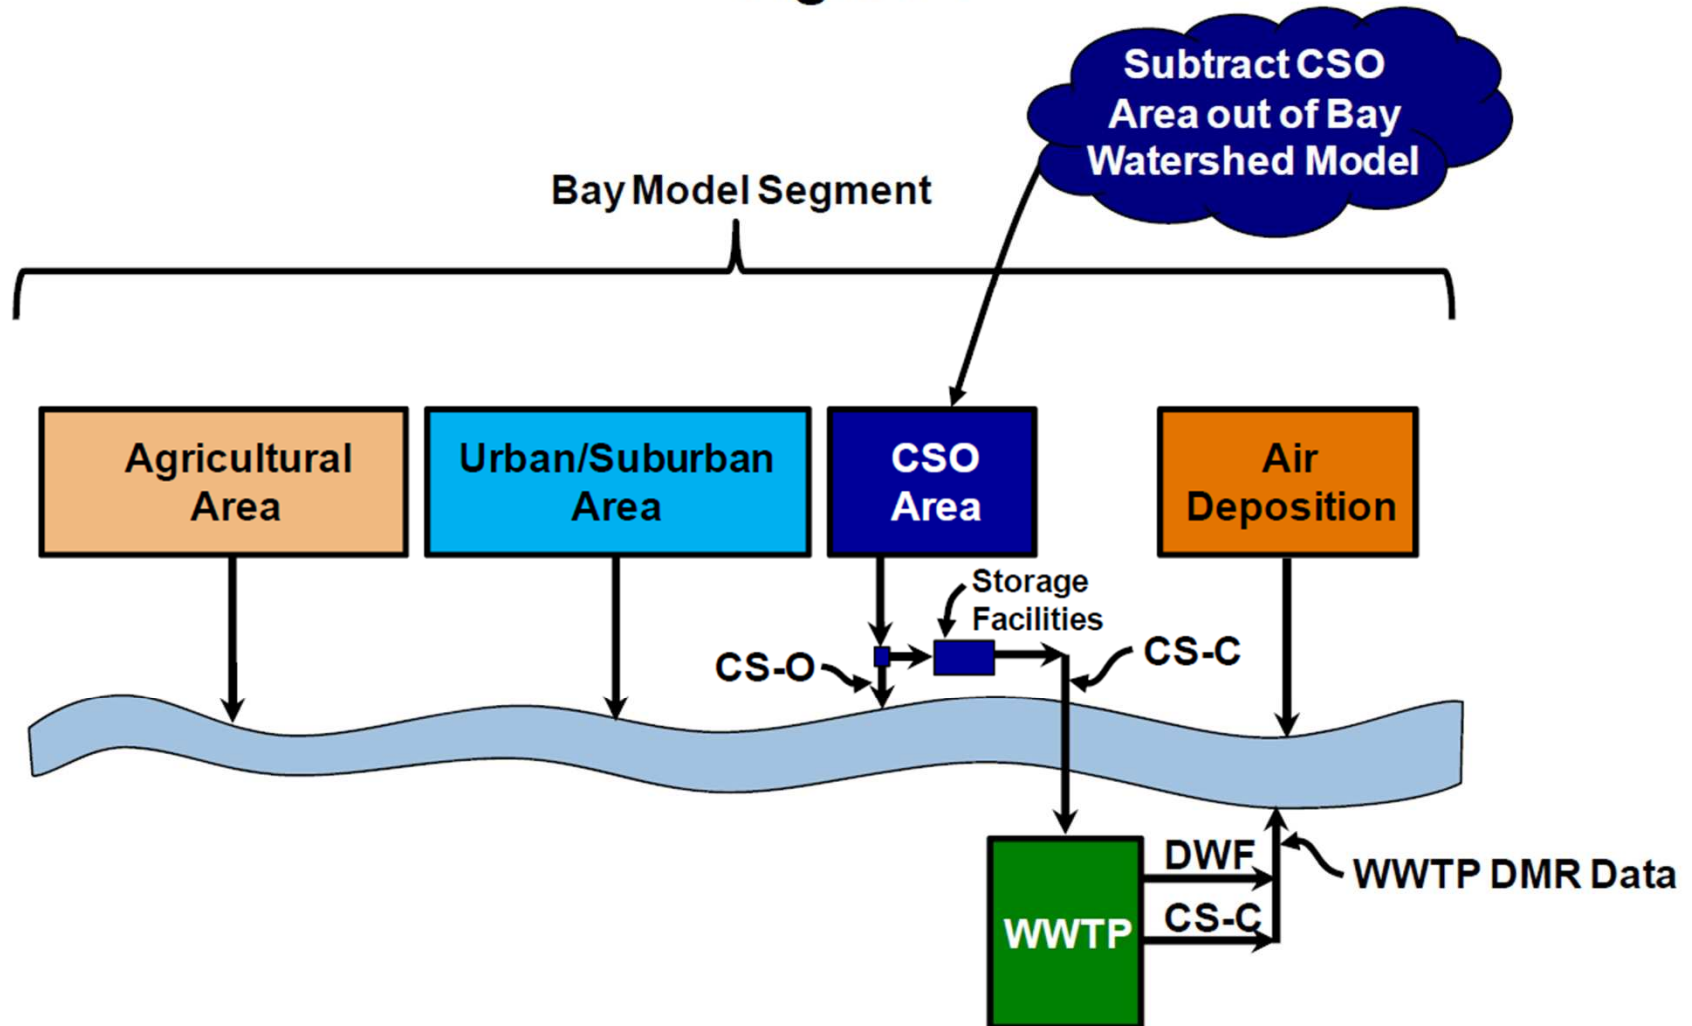 Subtract CSO
Area out of Bay
Watershed Model
Bay Model Segment
Agricultural
Area
Urban/Suburban
Area
CSO
Area
Air
Deposition
Storage
Facilities
CS-O
CS-C
DWF
WWTP DMR Data
CS-C
WWTP